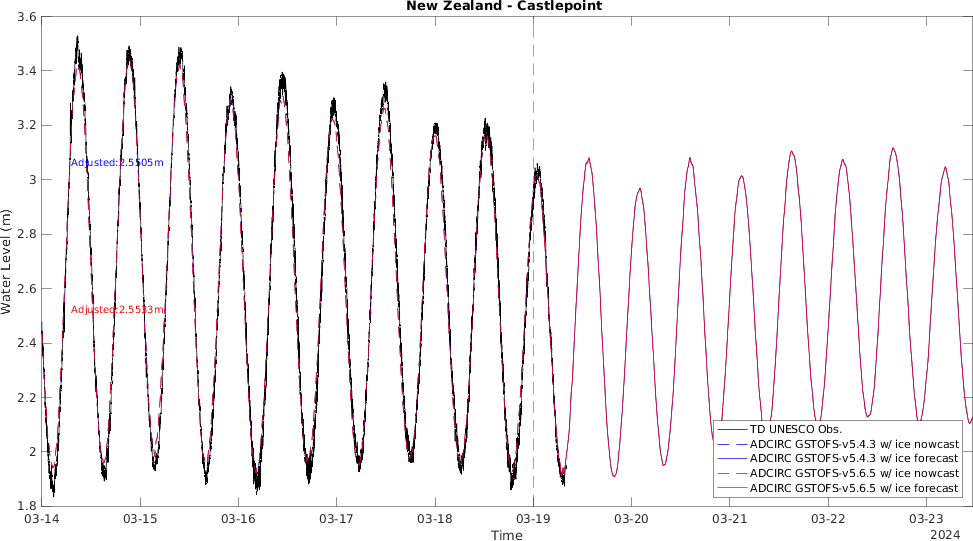 New Zealand - Castlepoint
3.6
3.4
3.2
3
2.8
2.6
2.4
2.2
2
1.8
Water Level (m)
Adjusted:2.5505m
Adjusted:2.5533m
TD UNESCO Obs.
ADCIRC GSTOFS-v5.4.3 w/ ice nowcast
ADCIRC GSTOFS-v5.4.3 w/ ice forecast
ADCIRC GSTOFS-v5.6.5 w/ ice nowcast
ADCIRC GSTOFS-v5.6.5 w/ ice forecast
03-14 03-15 03-16 03-17 03-18 03-19 03-20 03-21 03-22 03-23
Time
2024